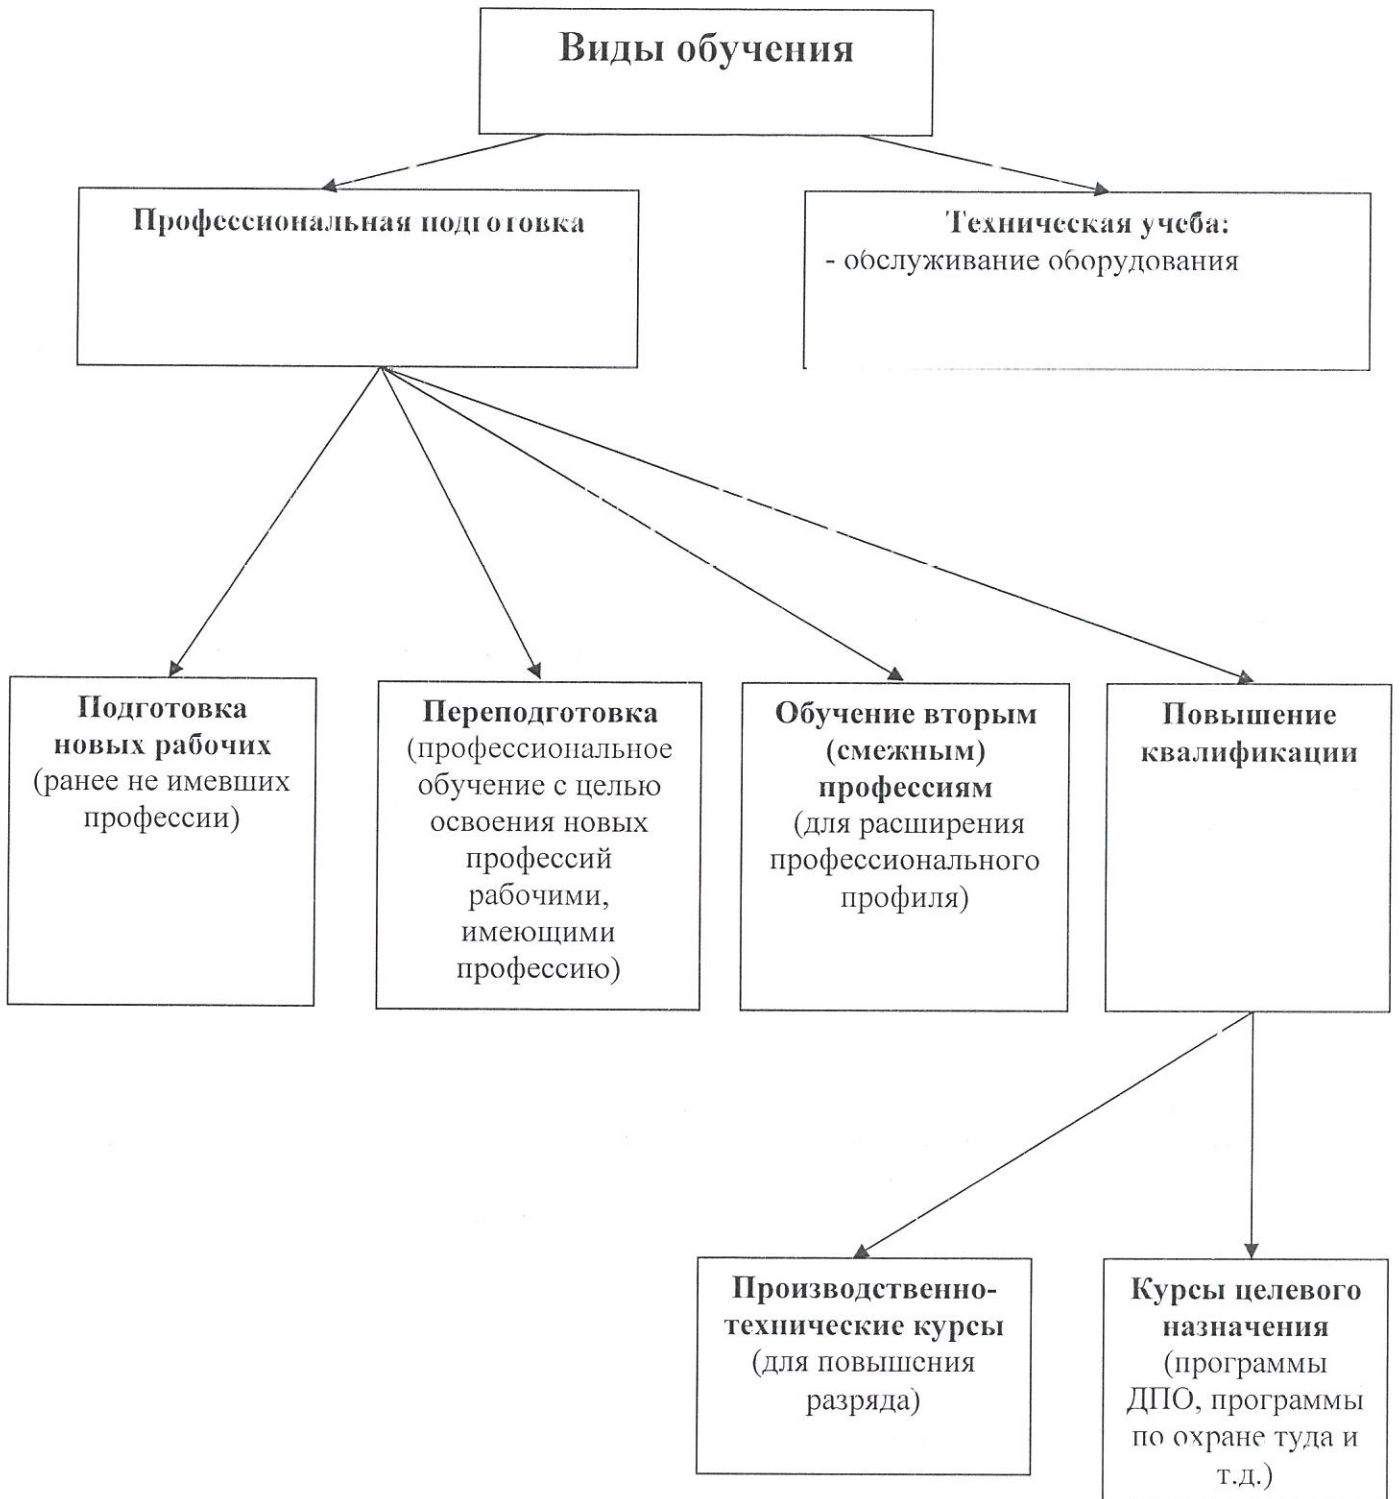 Виды обучения
Профессиональная подготовка
Техническая учеба:
- обслуживание оборудования
Подготовка
новых рабочих
(ранее не имевших
профессии)
Переподготовка
(профессиональное
обучение с целью
освоения новых
профессий
рабочими,
имеющими
профессию)
Обучение вторым
(смежным)
профессиям
(для расширения
профессионального
профиля)
Повышение
квалификации
Производственно-
технические курсы
(для повышения
разряда)
Курсы целевого
назначения
(программы
ДПО, программы
по охране туда и
т.д.)